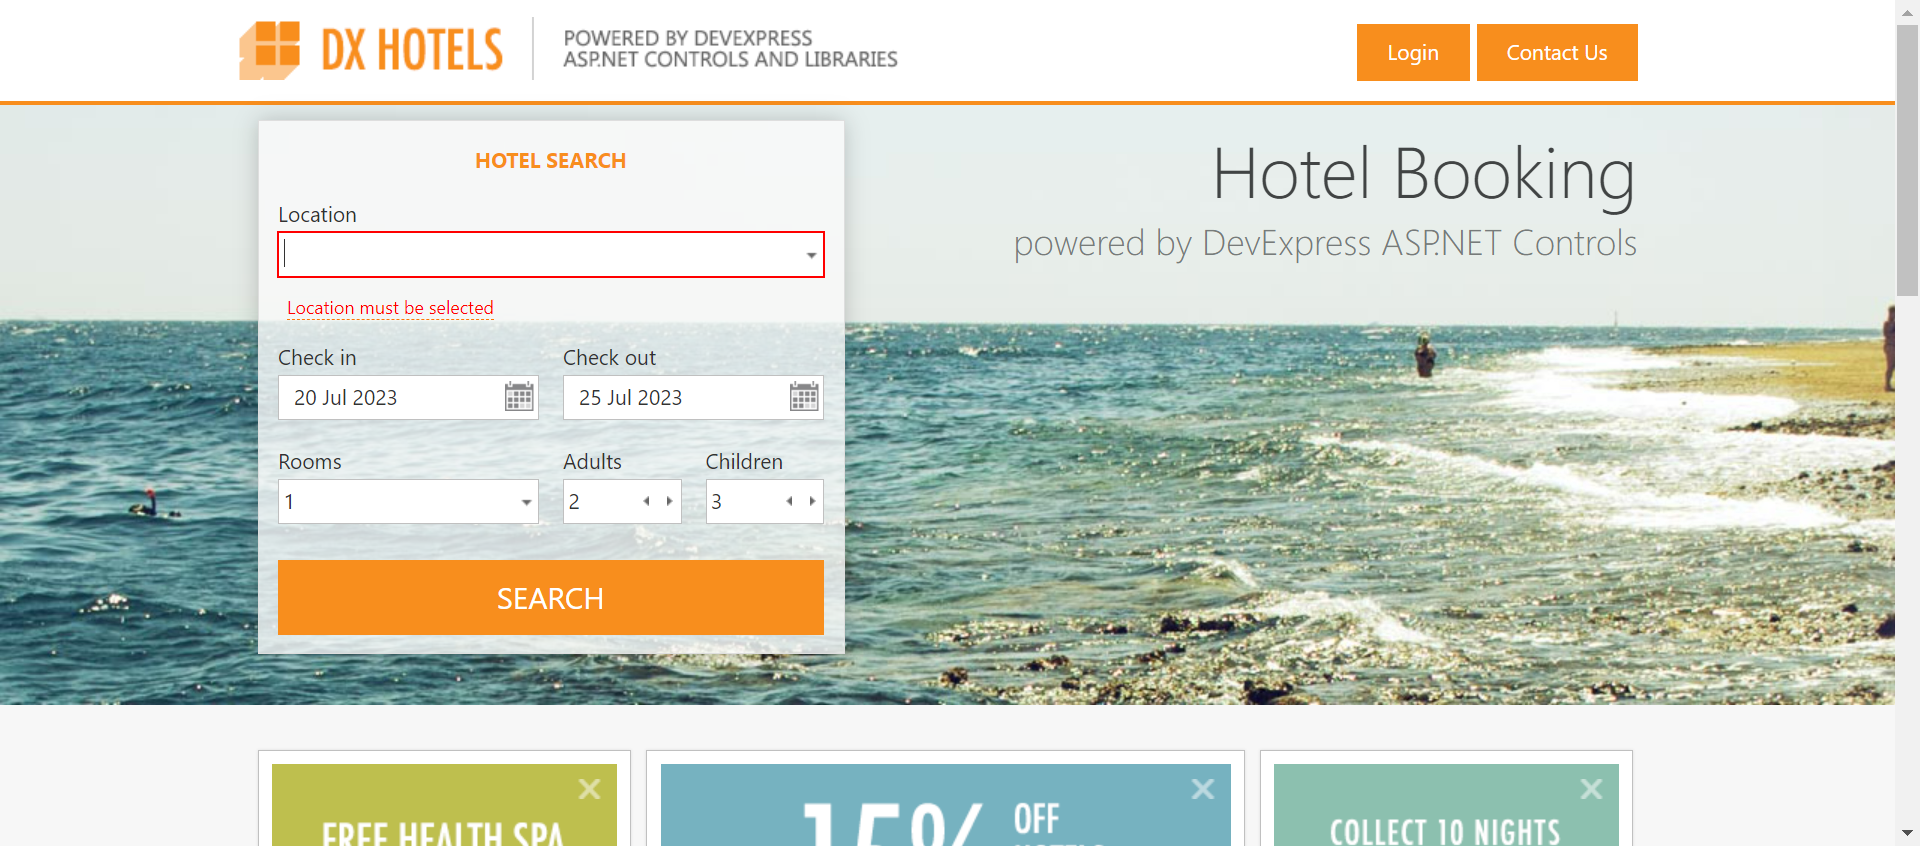 DX HOTELS
POWERED BY DEVEXPRESS
ASP.NET CONTROLS AND LIBRARIES
Login
Contact Us
HOTEL SEARCH
Location
Location must be selected
Check in
Check out
20 Jul 2023
25 Jul 2023
Rooms
Adults
Children
1
2
3
SEARCH
Hotel Booking
powered by DevExpress ASP.NET Controls
FREE HEALTH SPA
15% OFF
COLLECT 10 NIGHTS